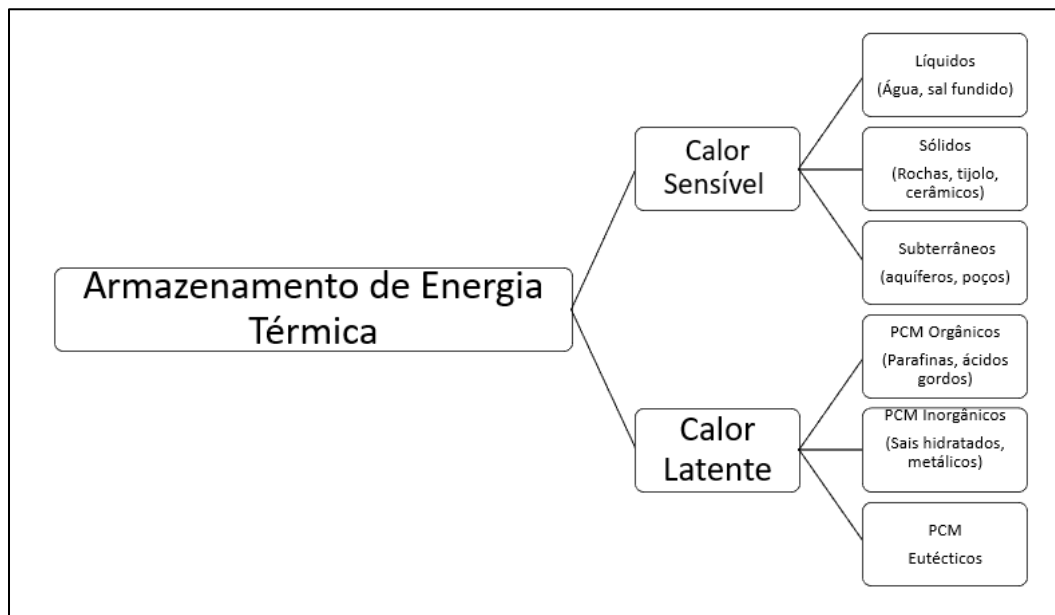 Armazenamento de Energia
Térmica
Calor
Sensível
Líquidos
(Água, sal fundido)
Sólidos
(Rochas, tijolo,
cerâmicos)
Subterrâneos
(aquíferos, poços)
Calor
Latente
PCM Orgânicos
(Parafinas, ácidos
gordos)
PCM Inorgânicos
(Sais hidratados,
metálicos)
PCM
Eutécticos